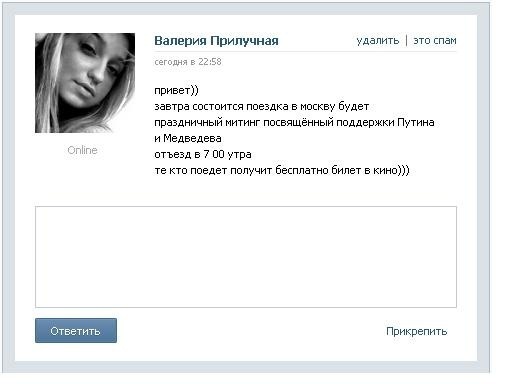 Валерия Прилучная
удалить | это спам
сегодня в 22:58
привет))
завтра состоится поездка в москву будет
праздничный митинг посвящённый поддержки Путина
и Медведева
отъезд в 7 00 утра
те кто поедет получит бесплатно билет в кино)))
Online
Ответить
Прикрепить